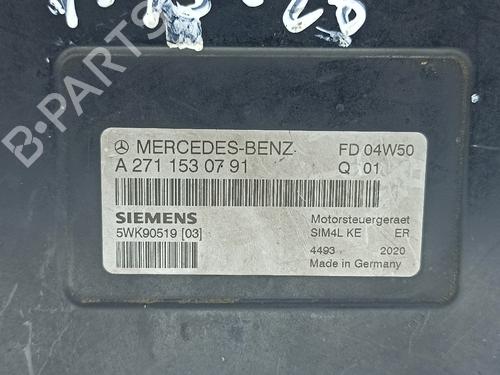 MERCEDES-BENZ FD 04W50
A 271 153 07 91 Q 01
SIEMENS Motorsteuergeraet
5WK90519 [03] SIM4L KE ER
4493 2020
Made in Germany
B-PARTS